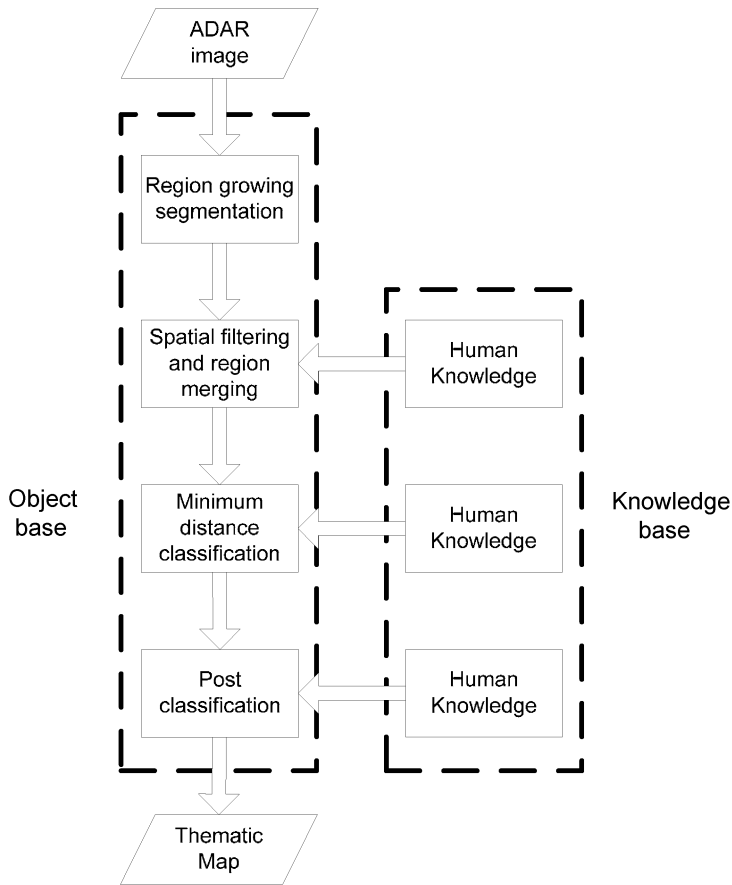 ADAR
image
Region growing
segmentation
Spatial filtering
and region
merging
Human
Knowledge
Object
base
Minimum
distance
classification
Human
Knowledge
Knowledge
base
Post
classification
Human
Knowledge
Thematic
Map